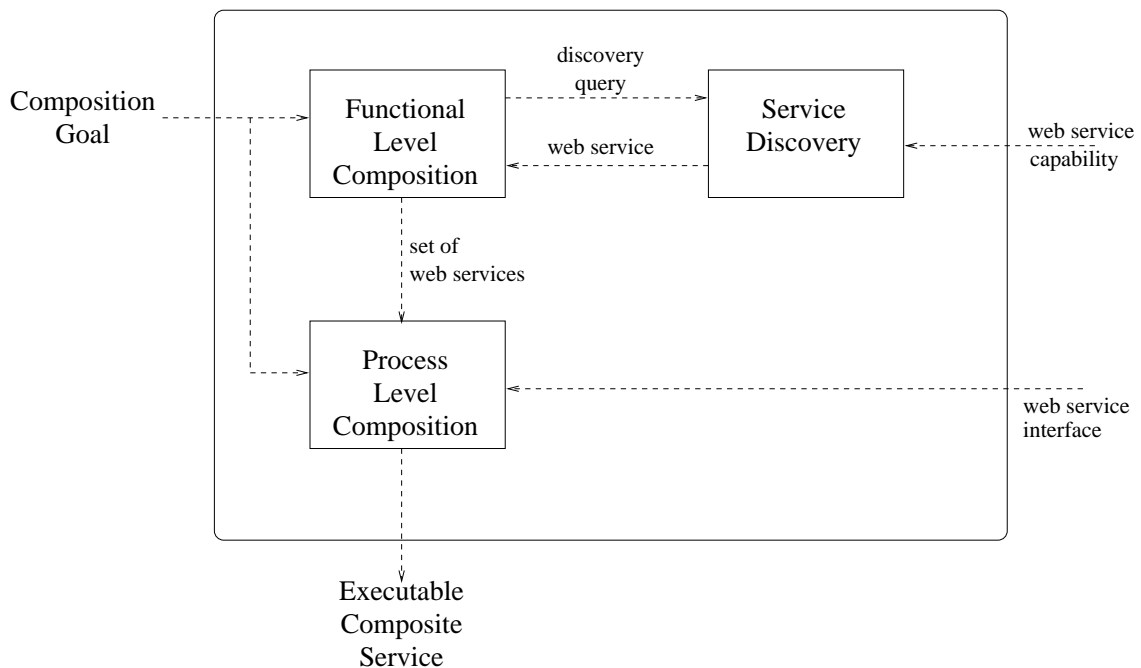 Composition
Goal
Functional
Level
Composition
discovery
query
web service
Service
Discovery
web service
capability
set of
web services
Process
Level
Composition
web service
interface
Executable
Composite
Service